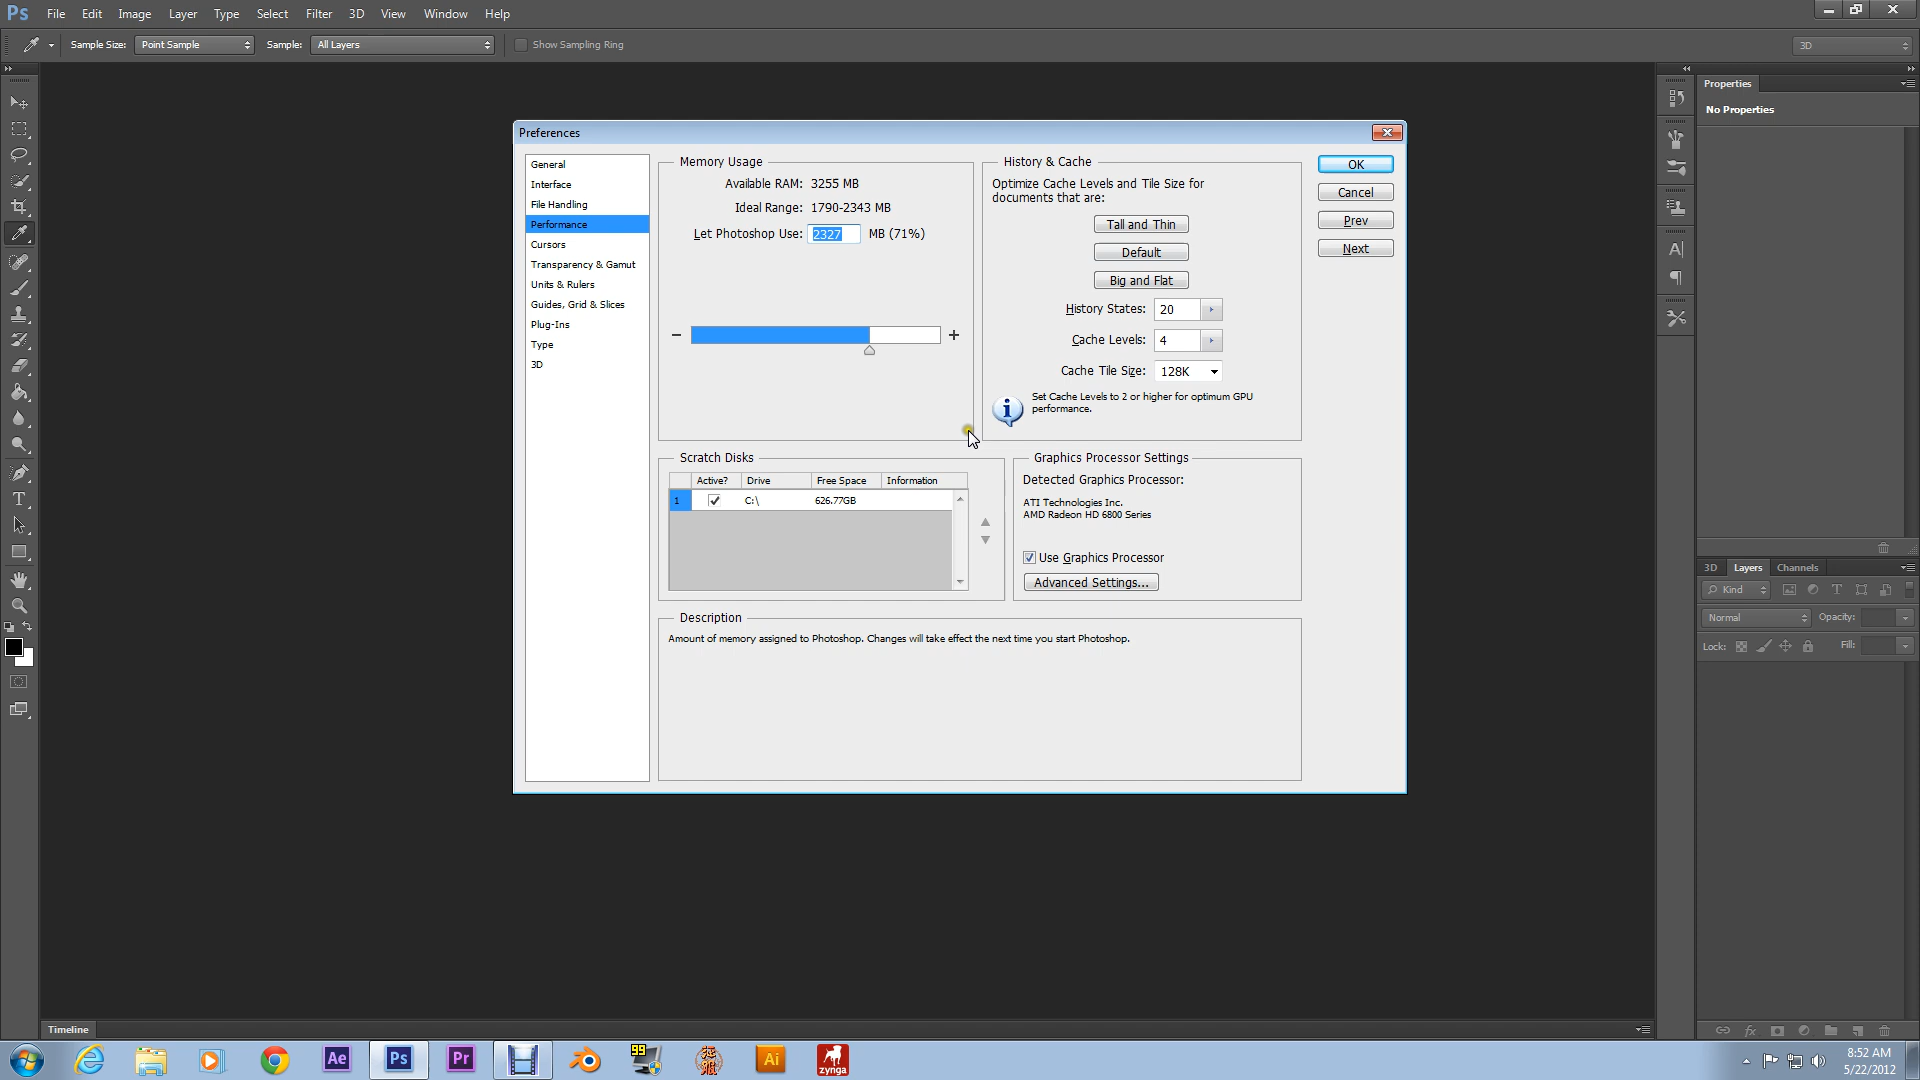 Ps File Edit Image Layer Type Select Filter 3D View Window Help
Sample Size: Point Sample Sample: All Layers Show Sampling Ring 3D
Properties
No Properties
Preferences
General
Interface
File Handling
Performance
Cursors
Transparency & Gamut
Units & Rulers
Guides, Grid & Slices
Plug-Ins
Type
3D
Memory Usage
Available RAM: 3255 MB
Ideal Range: 1790-2343 MB
Let Photoshop Use: 2327 MB (71%)
History & Cache
Optimize Cache Levels and Tile Size for
documents that are:
Tall and Thin
Default
Big and Flat
History States: 20
Cache Levels: 4
Cache Tile Size: 128K
Set Cache Levels to 2 or higher for optimum GPU
performance.
OK
Cancel
Prev
Next
Scratch Disks
Active? Drive Free Space Information
1 C:\ 626.77GB
Graphics Processor Settings
Detected Graphics Processor:
ATI Technologies Inc.
AMD Radeon HD 6800 Series
Use Graphics Processor
Advanced Settings...
Description
Amount of memory assigned to Photoshop. Changes will take effect the next time you start Photoshop.
3D Layers Channels
Kind
Normal Opacity:
Lock: Fill:
Timeline
Ae Ps Pr 99 Ai zynga
8:52 AM
5/22/2012